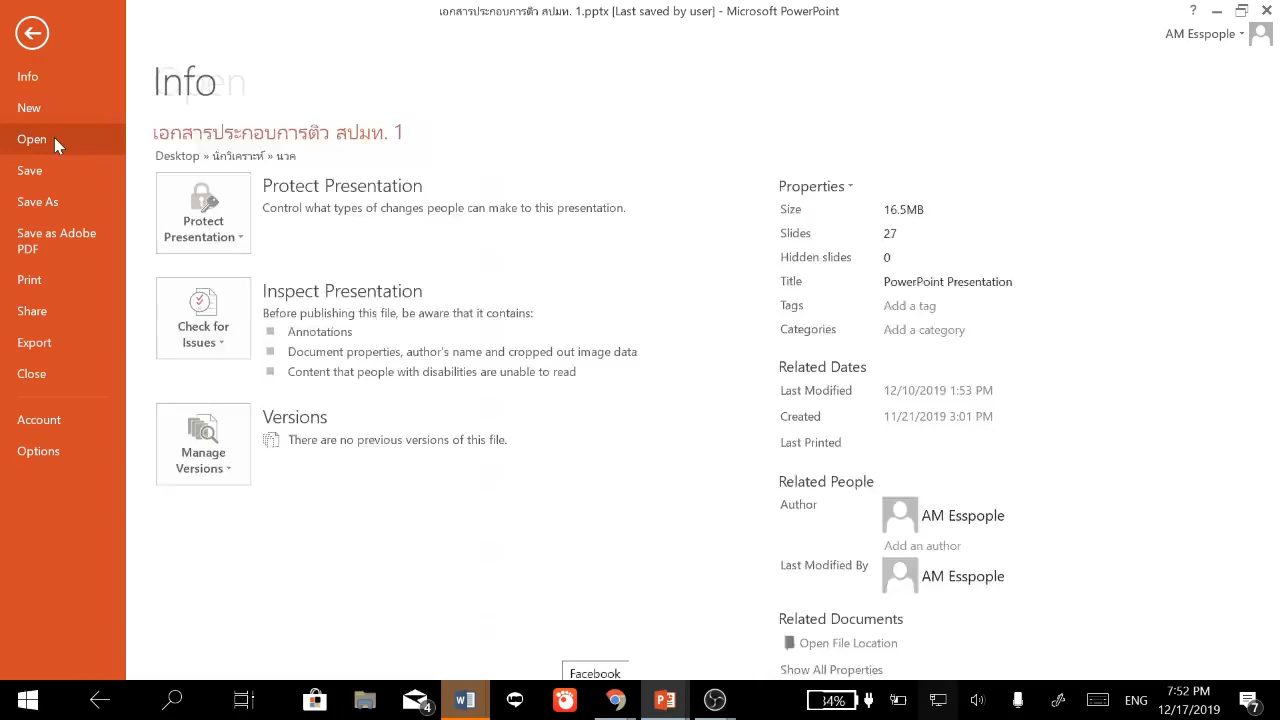 เอกสารประกอบการติว สปมท. 1.pptx [Last saved by user] - Microsoft PowerPoint
?
AM Esspople
Info
New
Open
Save
Save As
Save as Adobe
PDF
Print
Share
Export
Close
Account
Options
Info
Open
เอกสารประกอบการติว สปมท. 1
Desktop » นักวิเคราะห์ » นวค
Protect
Presentation
Protect Presentation
Control what types of changes people can make to this presentation.
Check for
Issues
Inspect Presentation
Before publishing this file, be aware that it contains:
Annotations
Document properties, author's name and cropped out image data
Content that people with disabilities are unable to read
Manage
Versions
Versions
There are no previous versions of this file.
Properties
Size 16.5MB
Slides 27
Hidden slides 0
Title PowerPoint Presentation
Tags Add a tag
Categories Add a category
Related Dates
Last Modified 12/10/2019 1:53 PM
Created 11/21/2019 3:01 PM
Last Printed
Related People
Author AM Esspople
Add an author
Last Modified By AM Esspople
Related Documents
Open File Location
Show All Properties
Facebook
4
34%
ENG
7:52 PM
12/17/2019
7